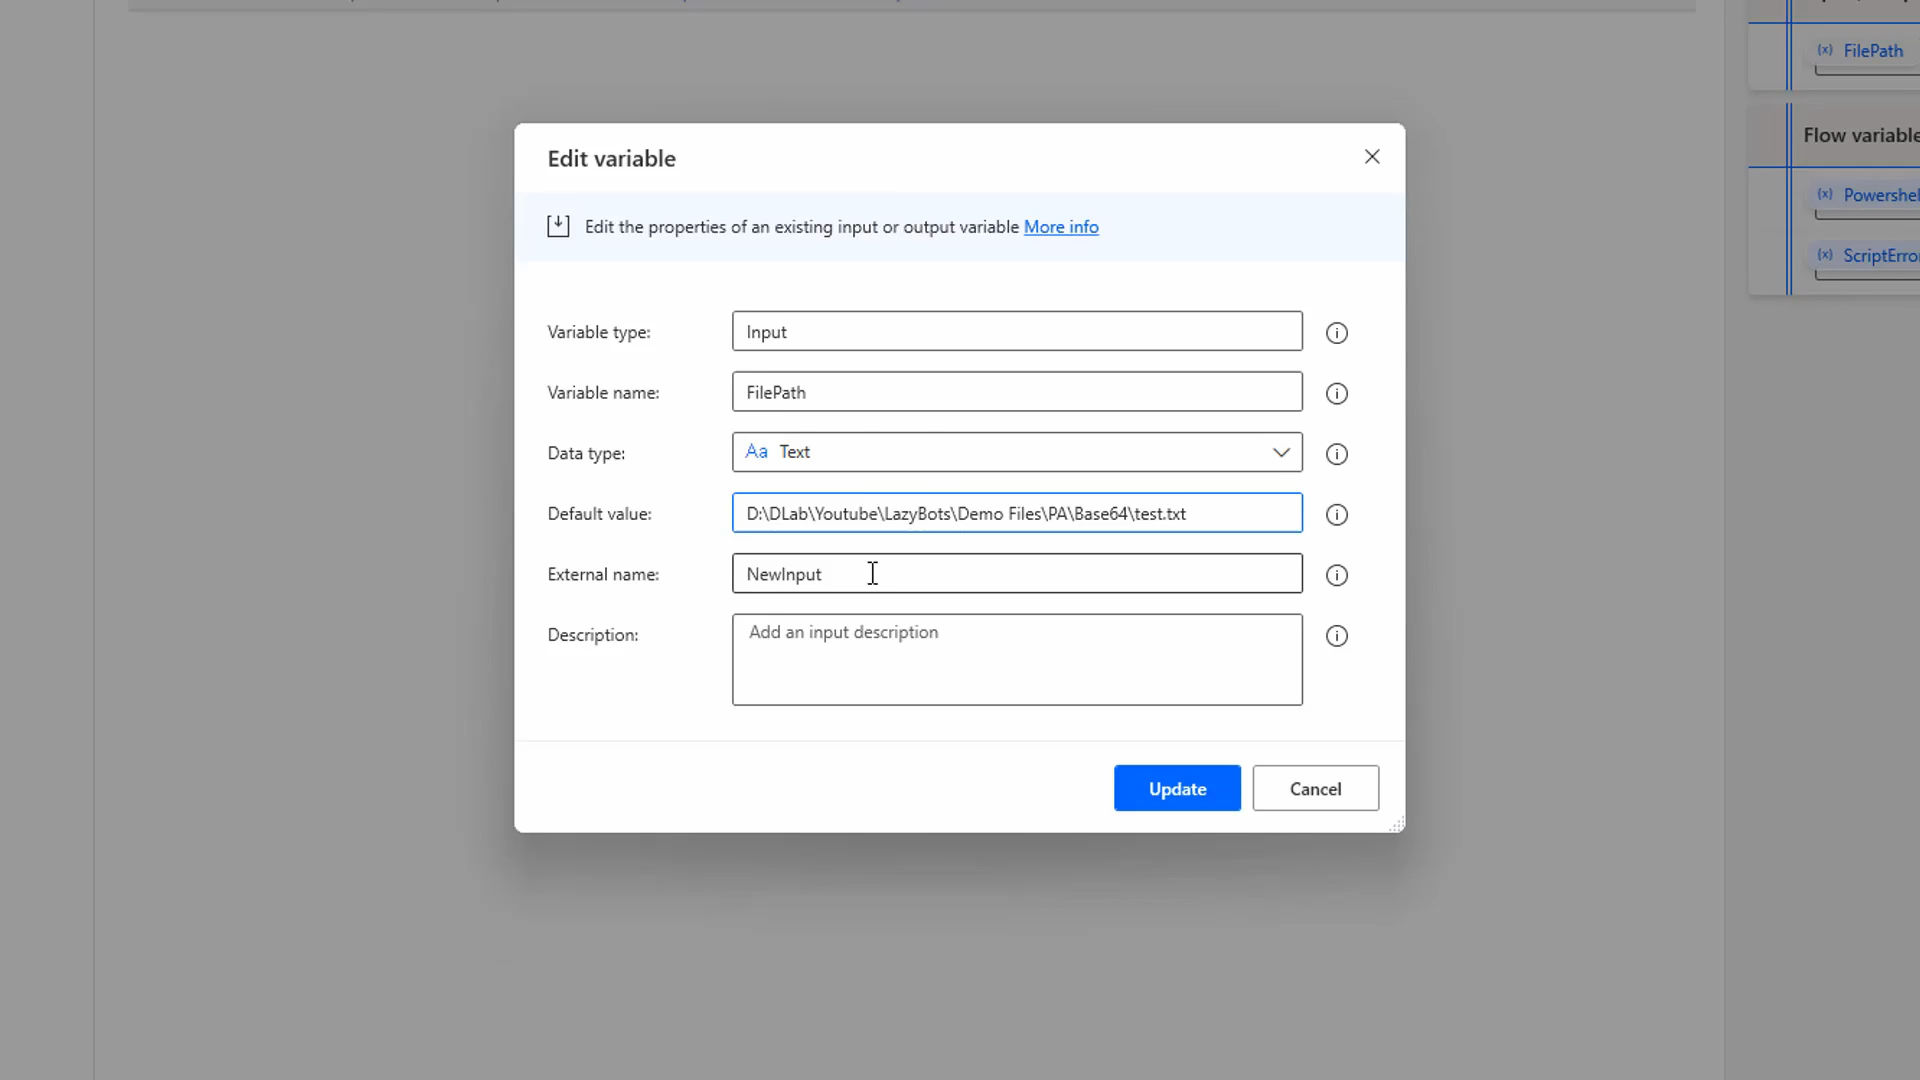 FilePath
Edit variable
Flow variable
Edit the properties of an existing input or output variable More info
Powershel
ScriptErro
Variable type:
Input
Variable name:
FilePath
Data type:
Aa Text
Default value:
D:\DLab\Youtube\LazyBots\Demo Files\PA\Base64\test.txt
External name:
NewInput
Description:
Add an input description
Update
Cancel